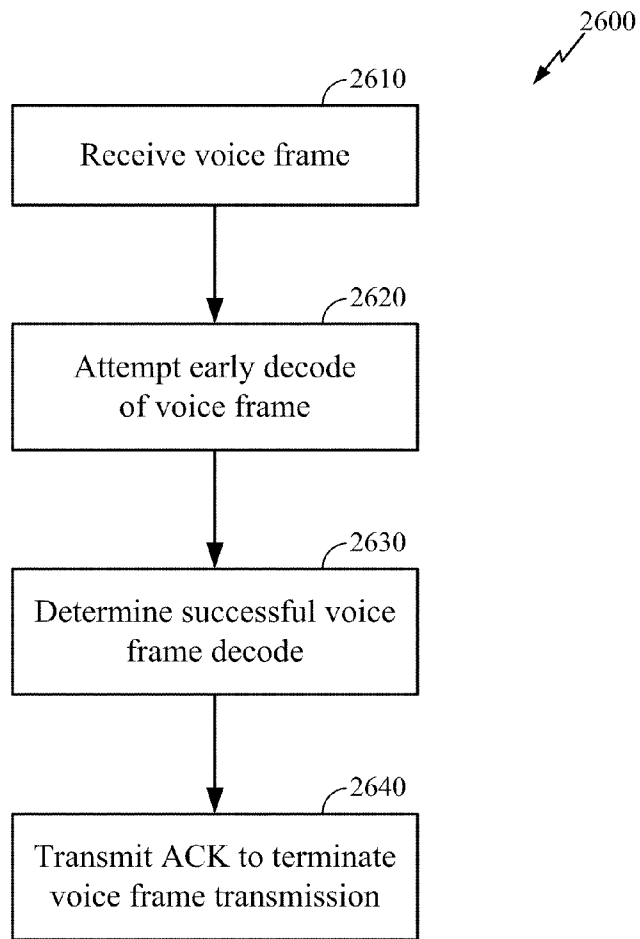 2600
2610
Receive voice frame
2620
Attempt early decode
of voice frame
2630
Determine successful voice
frame decode
2640
Transmit ACK to terminate
voice frame transmission